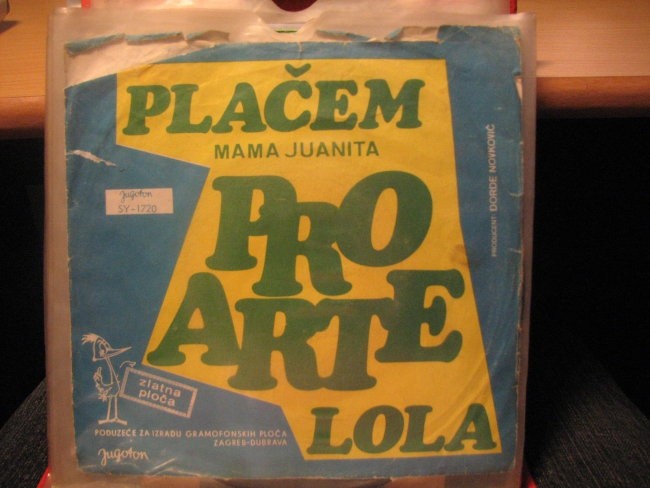 PLAČEM
MAMA JUANITA
PRO
ARTE
LOLA
Jugoton
SY-1720
PRODUCENT: ĐORĐE NOVKOVIĆ
zlatna
ploča
PODUZEĆE ZA IZRADU GRAMOFONSKIH PLOČA
ZAGREB-DUBRAVA
Jugoton